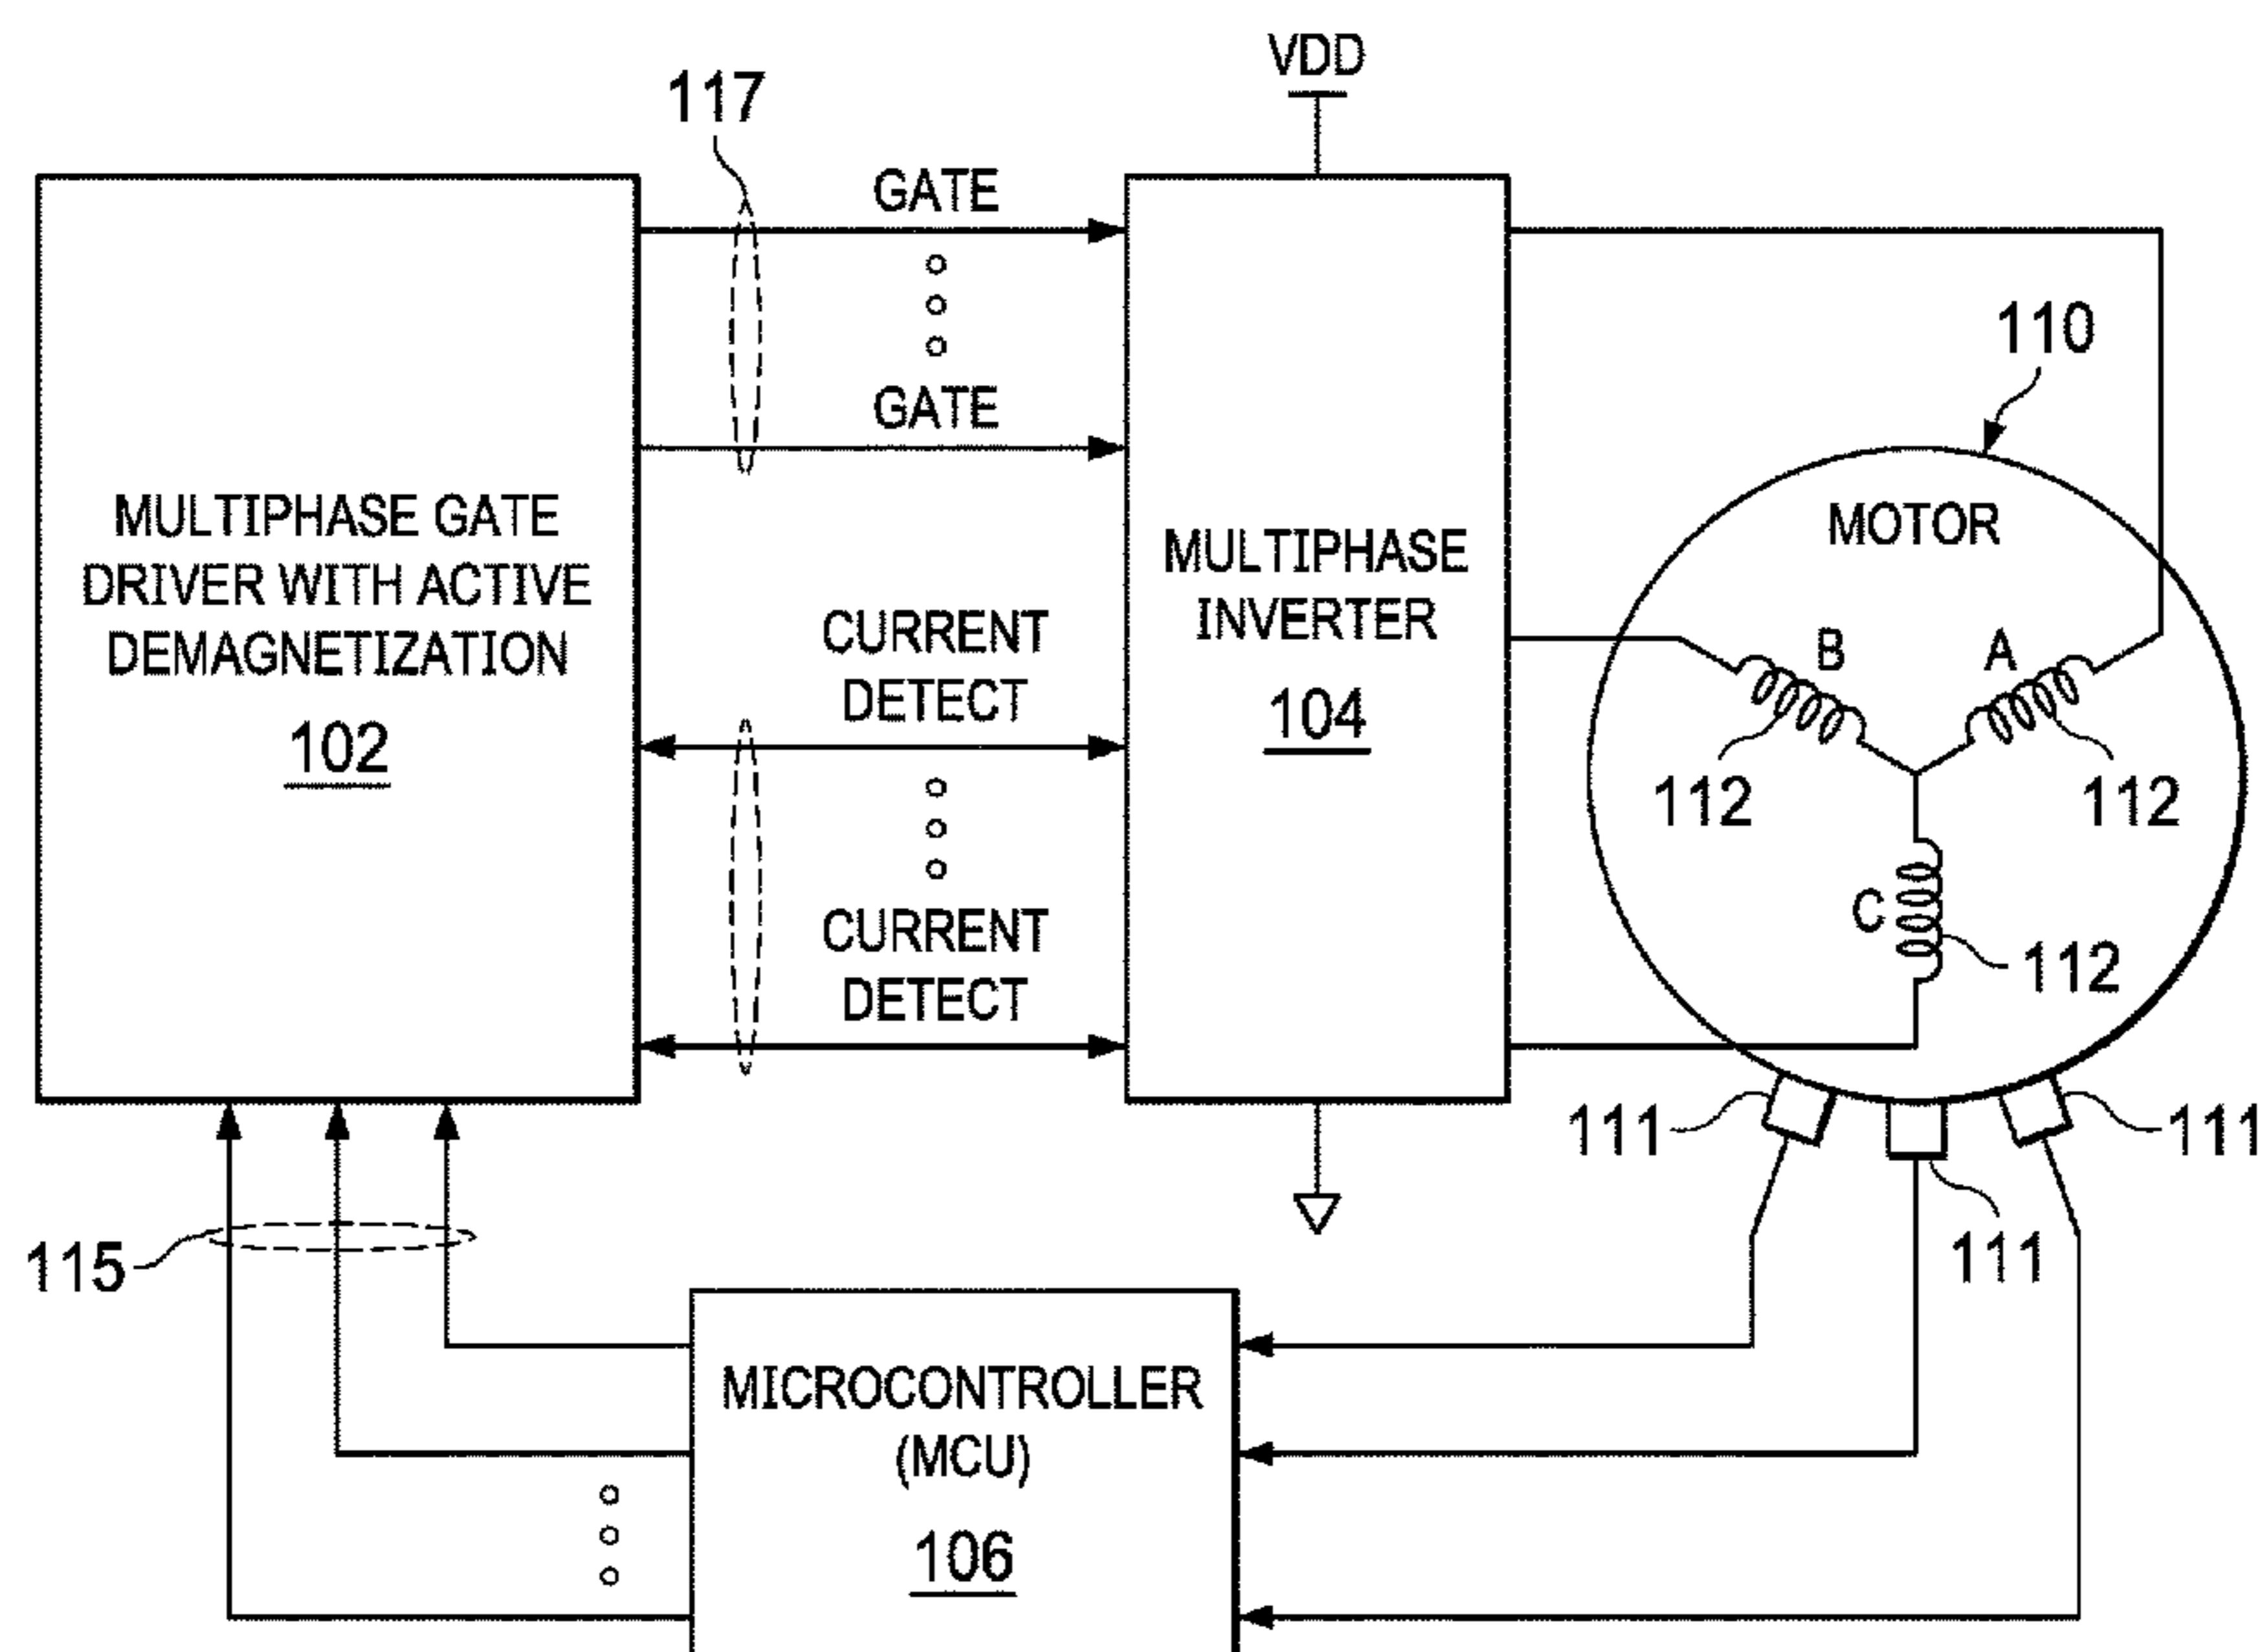 VDD
117
GATE
GATE
110
MOTOR
MULTIPHASE GATE
DRIVER WITH ACTIVE
DEMAGNETIZATION
102
CURRENT
DETECT
CURRENT
DETECT
MULTIPHASE
INVERTER
104
B
A
112
112
C
112
111
111
111
115
MICROCONTROLLER
(MCU)
106